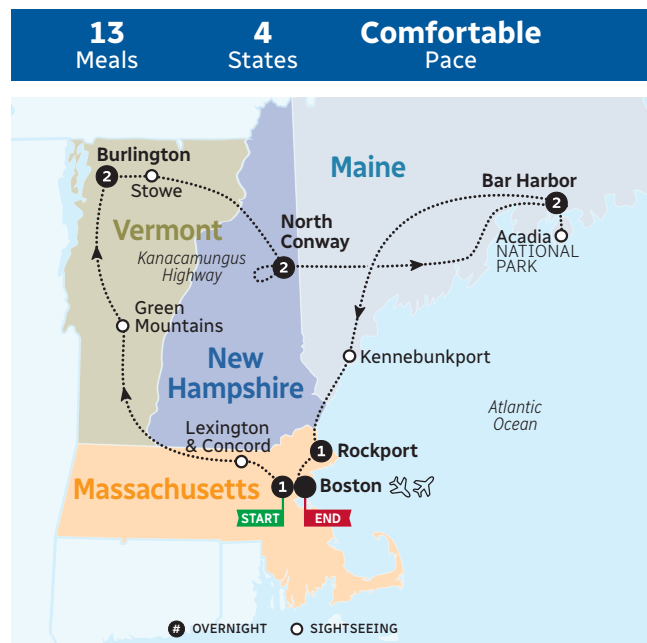 13
Meals
4
States
Comfortable
Pace
Burlington
2
Stowe
Maine
Bar Harbor
2
Vermont
North
Conway
Acadia
NATIONAL
PARK
Kanacamungus
Highway
2
Green
Mountains
New
Hampshire
Kennebunkport
Atlantic
Ocean
Lexington
& Concord
1 Rockport
Massachusetts
1
Boston
START
END
# OVERNIGHT
SIGHTSEEING